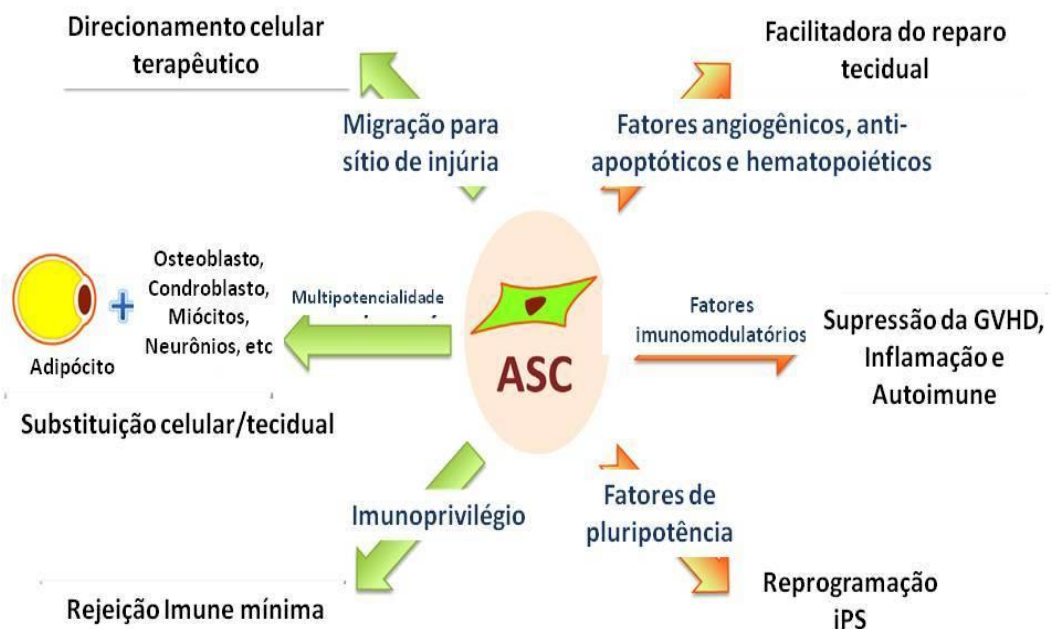 Direcionamento celular
terapêutico
Facilitadora do reparo
tecidual
Migração para
sítio de injúria
Fatores angiogênicos, anti-
apoptóticos e hematopoiéticos
Osteoblasto,
Condroblasto,
Miócitos,
Neurônios, etc
Adipócito
Multipotencialidade
Substituição celular/tecidual
ASC
Fatores
imunomodulatórios
Supressão da GVHD,
Inflamação e
Autoimune
Imunoprivilégio
Rejeição Imune mínima
Fatores de
pluripotência
Reprogramação
iPS